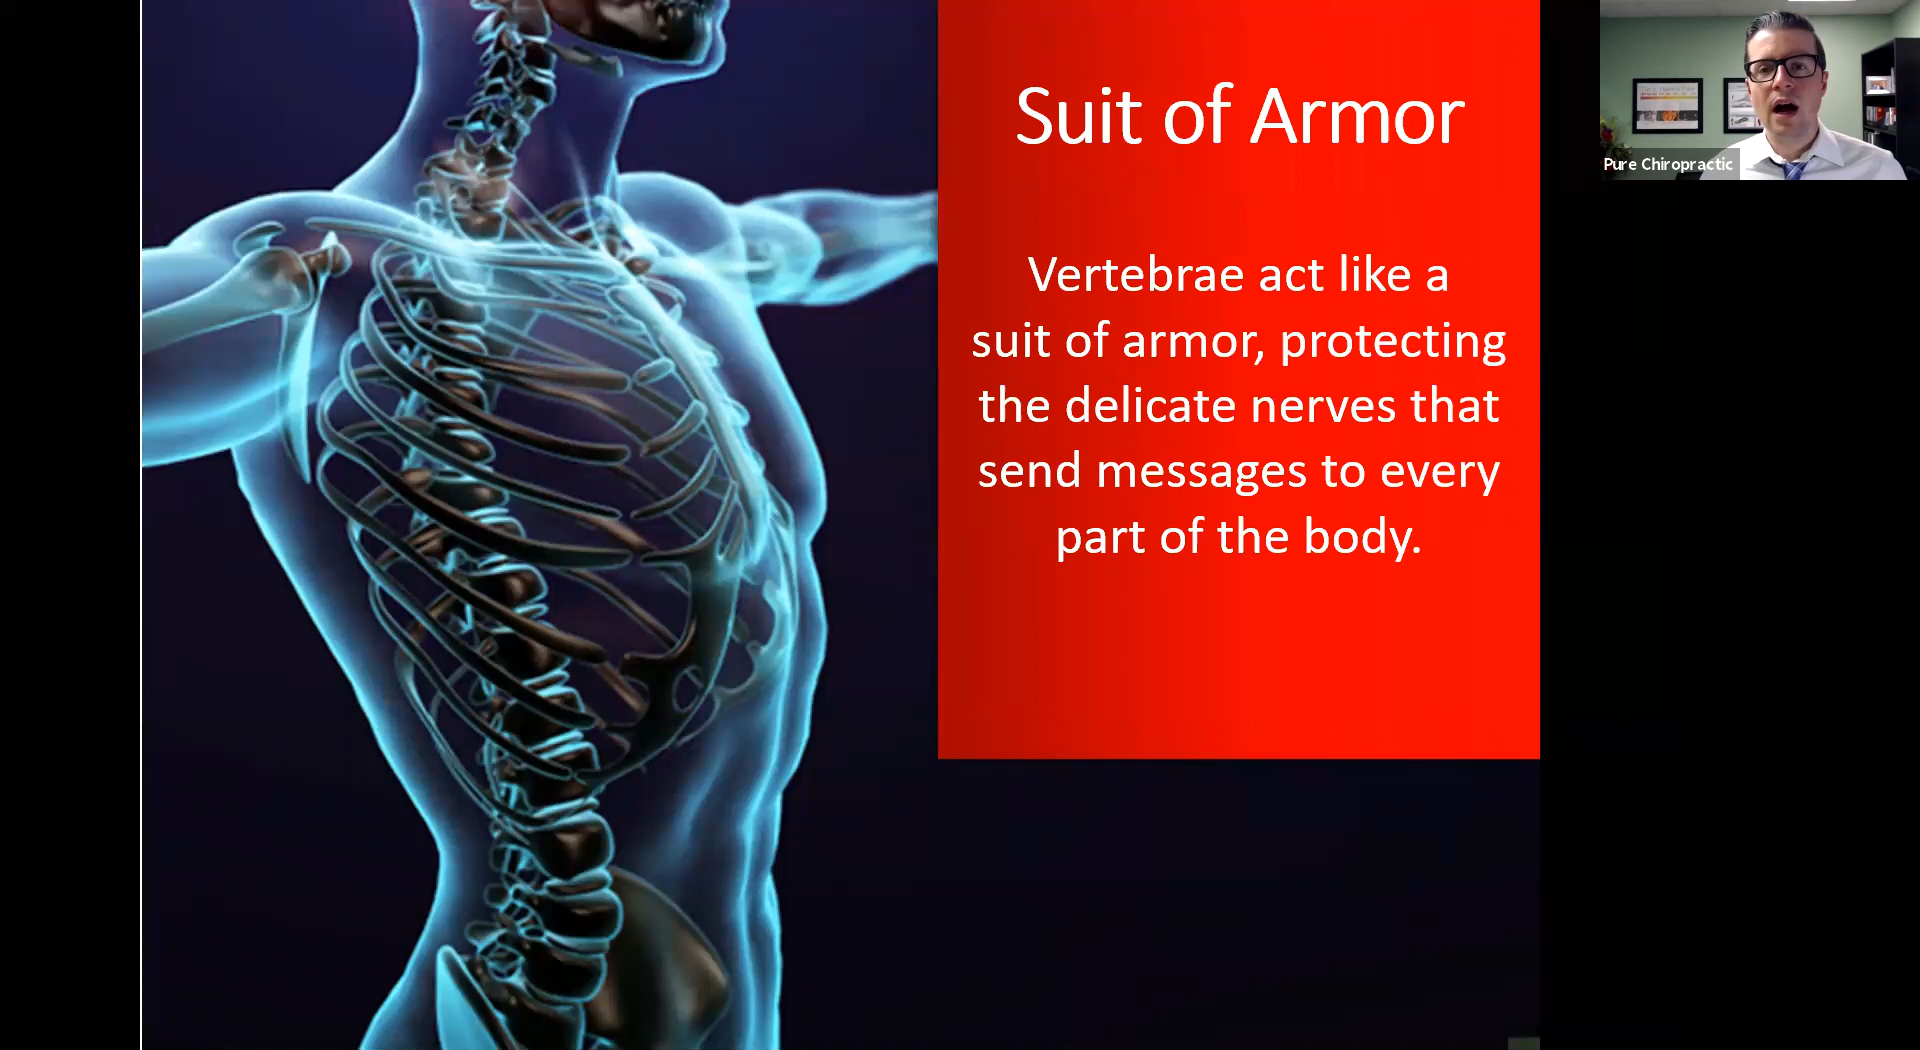 Suit of Armor
Vertebrae act like a
suit of armor, protecting
the delicate nerves that
send messages to every
part of the body.
Pure Chiropractic